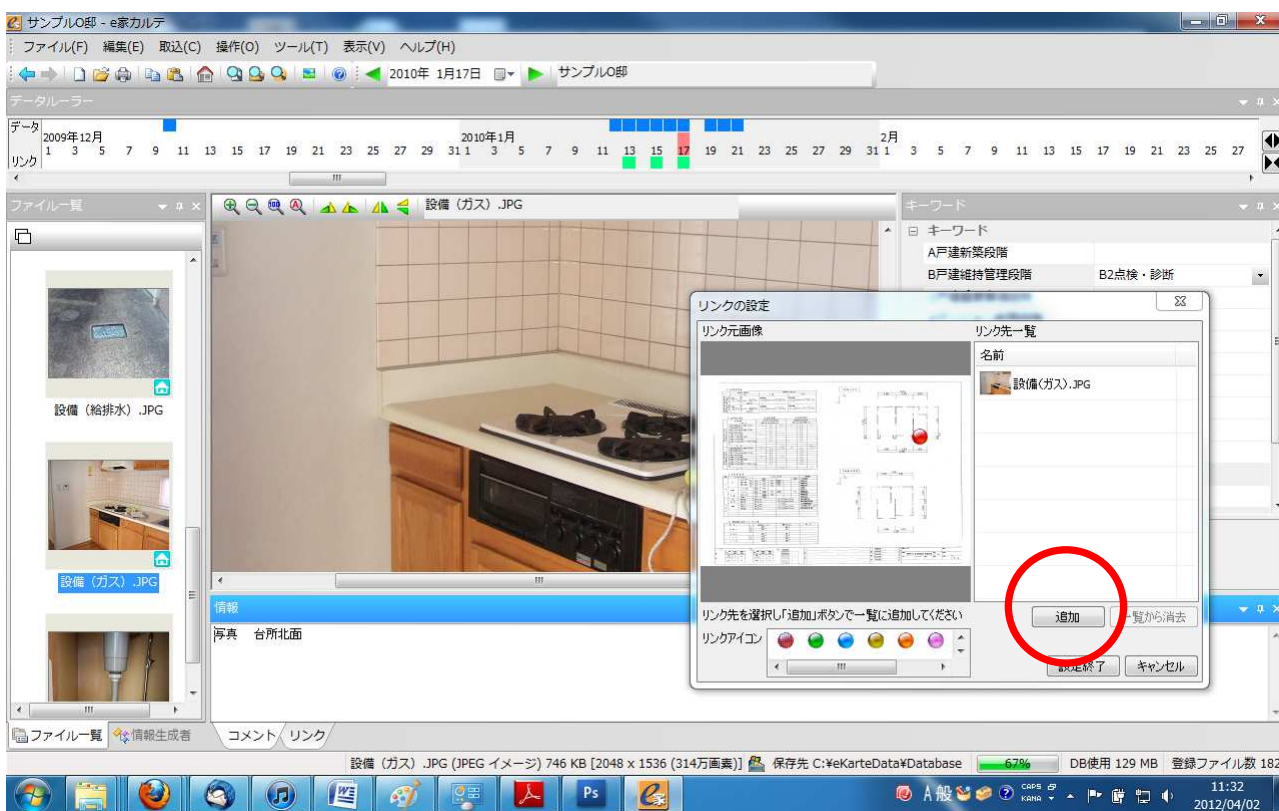 サンプルO邸 - e家カルテ
ファイル(F) 編集(E) 取込(C) 操作(O) ツール(T) 表示(V) ヘルプ(H)
2010年 1月17日 サンプルO邸
データルーラー
データ
2009年12月 2010年1月 2月
1 3 5 7 9 11 13 15 17 19 21 23 25 27 29 31 1 3 5 7 9 11 13 15 17 19 21 23 25 27 29 31 1 3 5 7 9 11 13 15 17 19 21 23 25 27
リンク
ファイル一覧
設備（ガス）.JPG
キーワード
キーワード
A戸建新築段階
B戸建維持管理段階 B2点検・診断
設備（給排水）.JPG
設備（ガス）.JPG
リンクの設定
リンク元画像 リンク先一覧
名前
設備(ガス).JPG
リンク先を選択し「追加」ボタンで一覧に追加してください
追加 一覧から消去
リンクアイコン
設定終了 キャンセル
情報
写真 台所北面
ファイル一覧 情報生成者 コメント リンク
設備（ガス）.JPG (JPEG イメージ) 746 KB [2048 x 1536 (314万画素)] 保存先 C:¥eKarteData¥Database 67% DB使用 129 MB 登録ファイル数 182
Ps
A 般 CAPS KANA
11:32
2012/04/02